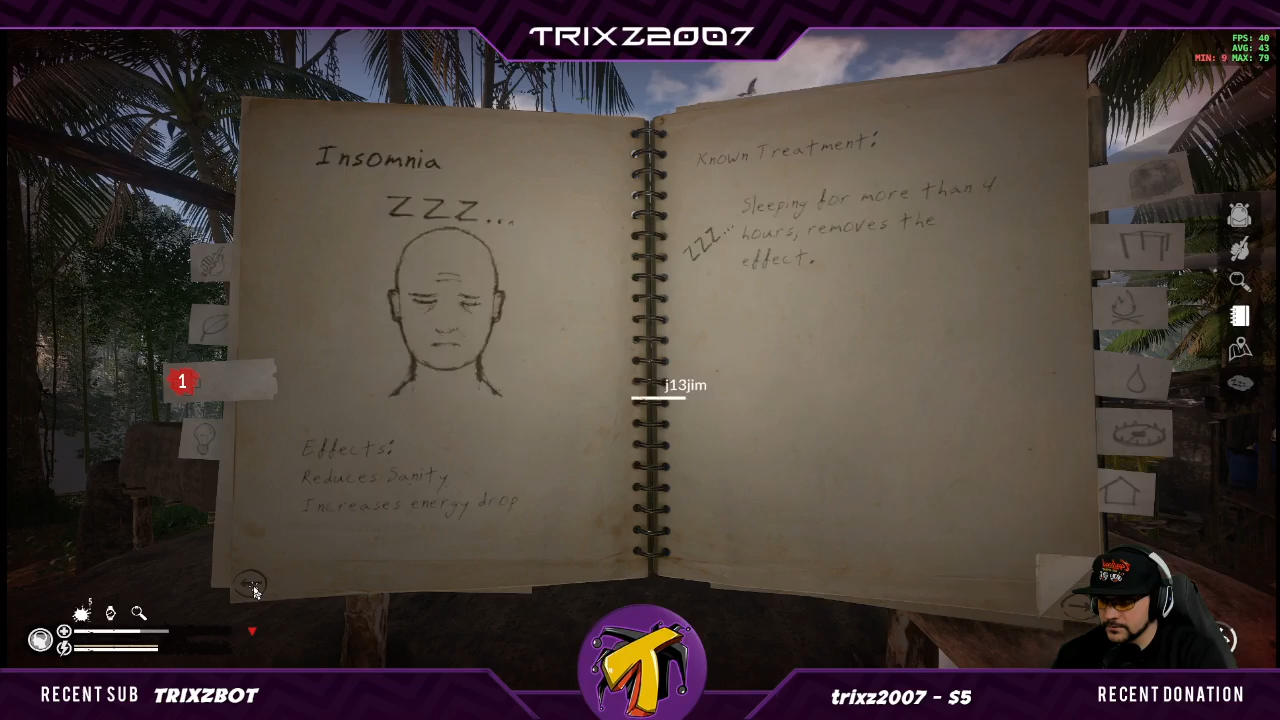 TRIXZ2007
FPS: 40
AVG: 43
MIN: 9 MAX: 79
Insomnia
ZZZ...
Effects:
Reduces Sanity
Increases energy drop
Known Treatment:
zzz... Sleeping for more than 4
hours, removes the
effect.
j13jim
1
5
RECENT SUB TRIXZBOT
T
trixz2007 - $5 RECENT DONATION